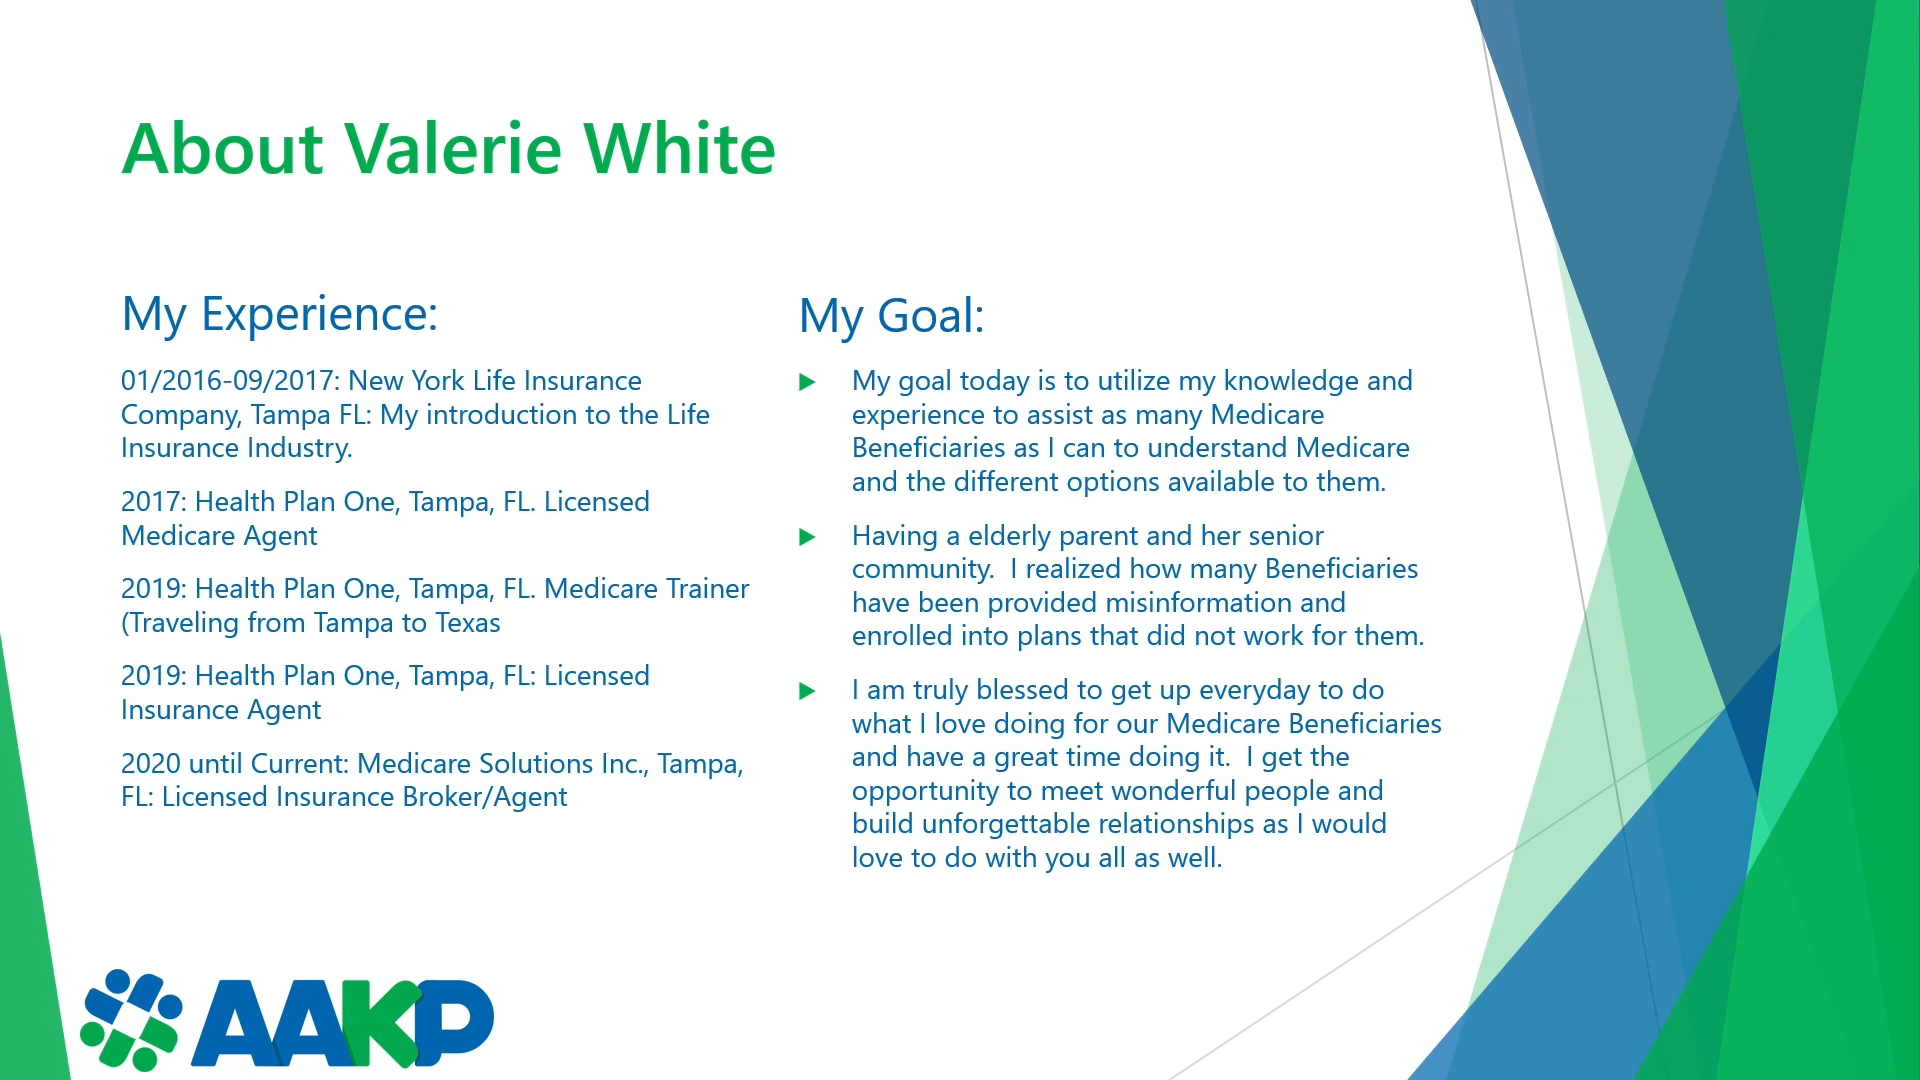 About Valerie White
My Experience:
01/2016-09/2017: New York Life Insurance
Company, Tampa FL: My introduction to the Life
Insurance Industry.
2017: Health Plan One, Tampa, FL. Licensed
Medicare Agent
2019: Health Plan One, Tampa, FL. Medicare Trainer
(Traveling from Tampa to Texas
2019: Health Plan One, Tampa, FL: Licensed
Insurance Agent
2020 until Current: Medicare Solutions Inc., Tampa,
FL: Licensed Insurance Broker/Agent
My Goal:
My goal today is to utilize my knowledge and
experience to assist as many Medicare
Beneficiaries as I can to understand Medicare
and the different options available to them.
Having a elderly parent and her senior
community.  I realized how many Beneficiaries
have been provided misinformation and
enrolled into plans that did not work for them.
I am truly blessed to get up everyday to do
what I love doing for our Medicare Beneficiaries
and have a great time doing it.  I get the
opportunity to meet wonderful people and
build unforgettable relationships as I would
love to do with you all as well.
AAKP